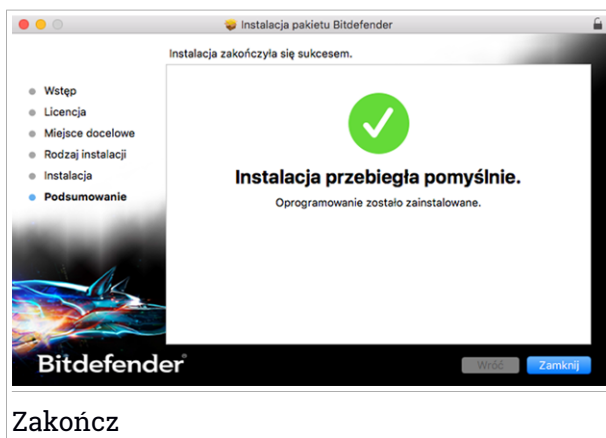 Instalacja pakietu Bitdefender
Instalacja zakończyła się sukcesem.
Wstęp
Licencja
Miejsce docelowe
Rodzaj instalacji
Instalacja
Podsumowanie
Instalacja przebiegła pomyślnie.
Oprogramowanie zostało zainstalowane.
Bitdefender
Wróć
Zamknij
Zakończ